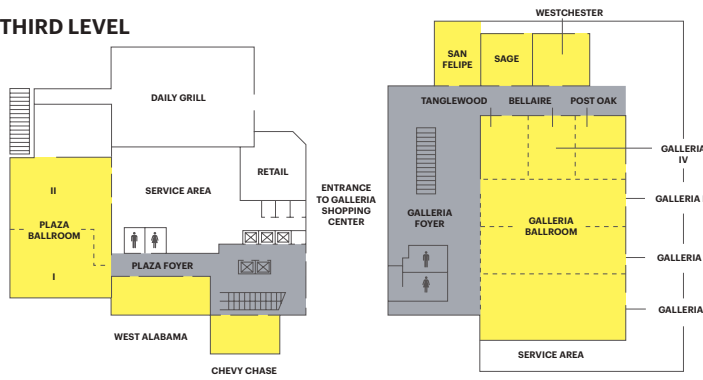 THIRD LEVEL
WESTCHESTER
SAN
FELIPE
SAGE
DAILY GRILL
TANGLEWOOD
BELLAIRE
POST OAK
GALLERIA
IV
RETAIL
SERVICE AREA
II
PLAZA
BALLROOM
I
ENTRANCE
TO GALLERIA
SHOPPING
CENTER
GALLERIA
FOYER
GALLERIA
BALLROOM
GALLERIA
GALLERIA
GALLERIA
PLAZA FOYER
WEST ALABAMA
CHEVY CHASE
SERVICE AREA